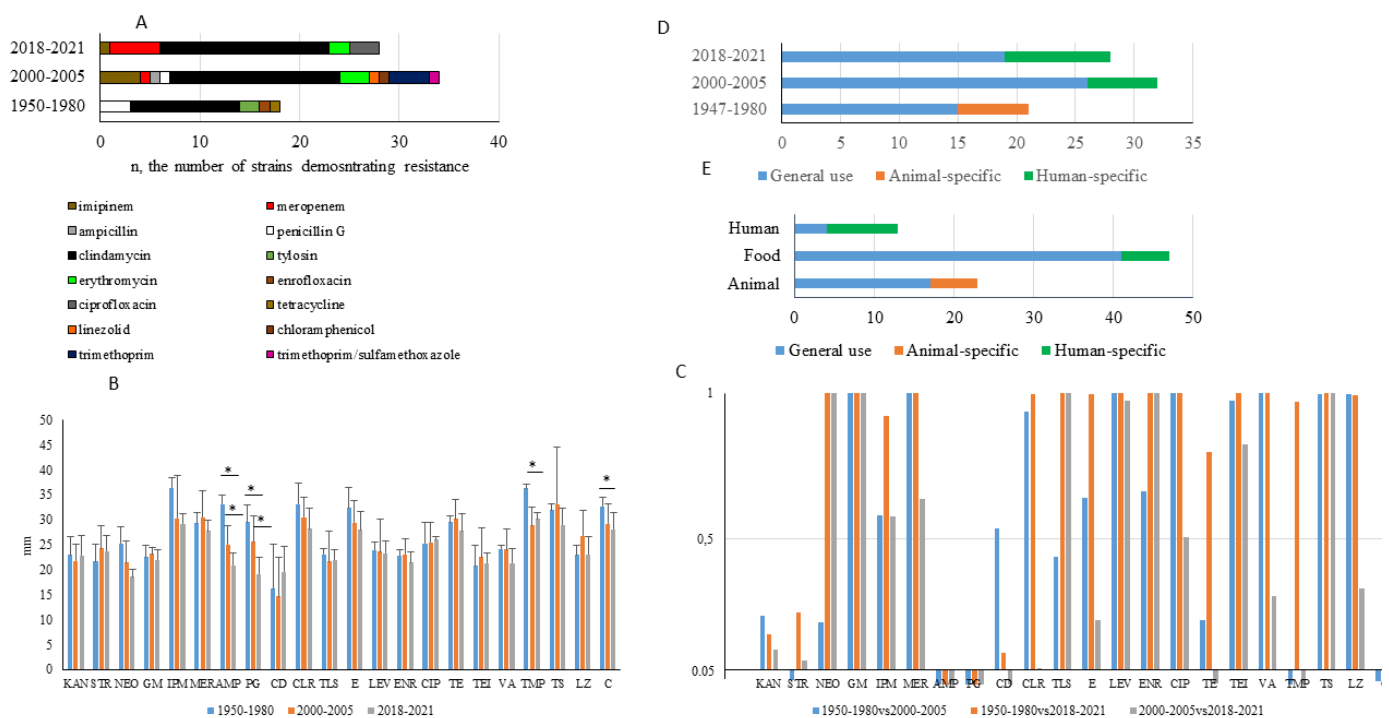 A
2018-2021
2000-2005
1950-1980
0 10 20 30 40
n, the number of strains demosntrating resistance
imipinem meropenem
ampicillin penicillin G
clindamycin tylosin
erythromycin enrofloxacin
ciprofloxacin tetracycline
linezolid chloramphenicol
trimethoprim trimethoprim/sulfamethoxazole
D
2018-2021
2000-2005
1947-1980
0 5 10 15 20 25 30 35
General use Animal-specific Human-specific
E
Human
Food
Animal
0 10 20 30 40 50
General use Animal-specific Human-specific
B
50
45
40
35
30
25
20
15
10
5
0
mm
* * * * * *
KAN STR NEO GM IPM MER AMP PG CD CLR TLS E LEV ENR CIP TE TEI VA TMP TS LZ C
1950-1980 2000-2005 2018-2021
C
1
0,5
0.05
KAN STR NEO GM IPM MER AMP PG CD CLR TLS E LEV ENR CIP TE TEI VA TMP TS LZ
1950-1980vs2000-2005 1950-1980vs2018-2021 2000-2005vs2018-2021